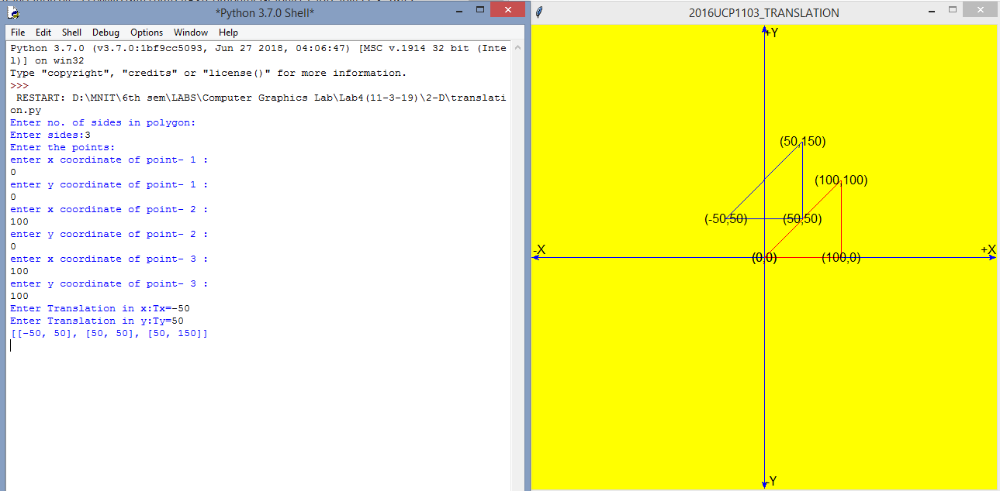 *Python 3.7.0 Shell*
File Edit Shell Debug Options Window Help
Python 3.7.0 (v3.7.0:1bf9cc5093, Jun 27 2018, 04:06:47) [MSC v.1914 32 bit (Inte
l)] on win32
Type "copyright", "credits" or "license()" for more information.
>>>
RESTART: D:\MNIT\6th sem\LABS\Computer Graphics Lab\Lab4(11-3-19)\2-D\translati
on.py
Enter no. of sides in polygon:
Enter sides:3
Enter the points:
enter x coordinate of point- 1 :
0
enter y coordinate of point- 1 :
0
enter x coordinate of point- 2 :
100
enter y coordinate of point- 2 :
0
enter x coordinate of point- 3 :
100
enter y coordinate of point- 3 :
100
Enter Translation in x:Tx=-50
Enter Translation in y:Ty=50
[[-50, 50], [50, 50], [50, 150]]
2016UCP1103_TRANSLATION
+Y
(50,150)
(100,100)
(-50,50) (50,50)
-X +X
(0,0) (100,0)
-Y